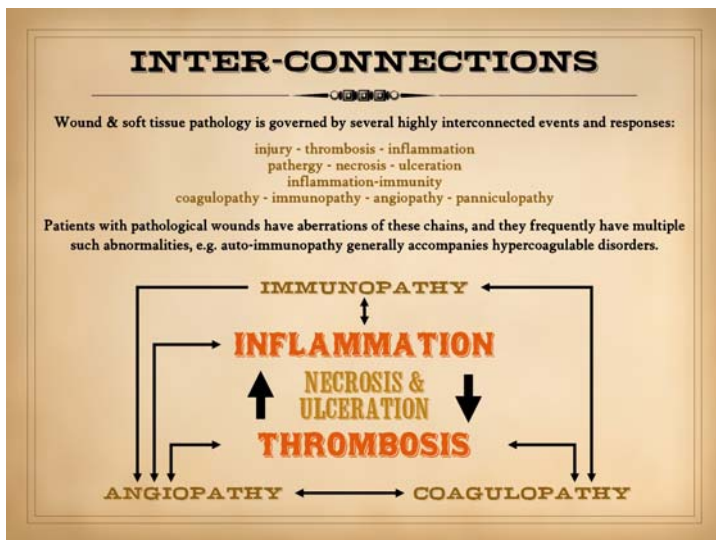 INTER-CONNECTIONS
Wound & soft tissue pathology is governed by several highly interconnected events and responses:
injury - thrombosis - inflammation
pathergy - necrosis - ulceration
inflammation-immunity
coagulopathy - immunopathy - angiopathy - panniculopathy
Patients with pathological wounds have aberrations of these chains, and they frequently have multiple
such abnormalities, e.g. auto-immunopathy generally accompanies hypercoagulable disorders.
IMMUNOPATHY
INFLAMMATION
NECROSIS &
ULCERATION
THROMBOSIS
ANGIOPATHY
COAGULOPATHY